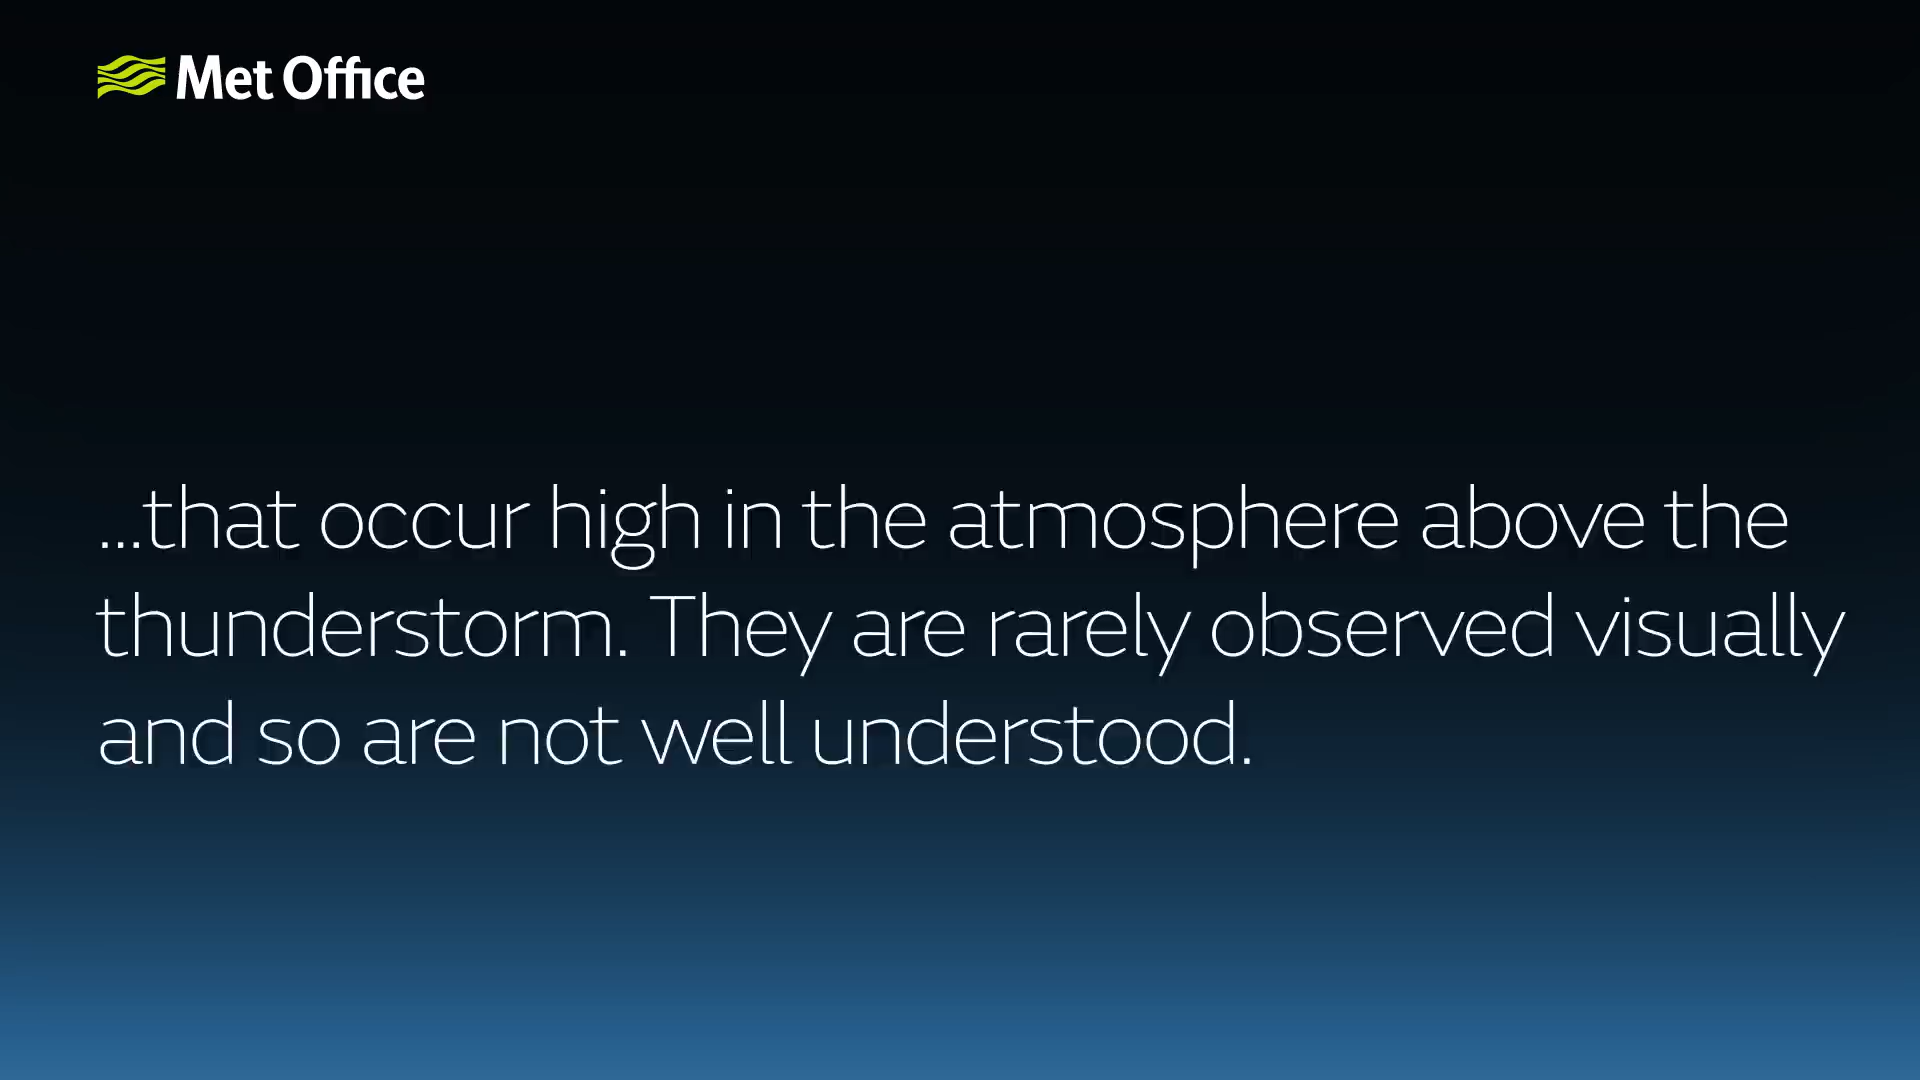 Met Office
...that occur high in the atmosphere above the
thunderstorm. They are rarely observed visually
and so are not well understood.